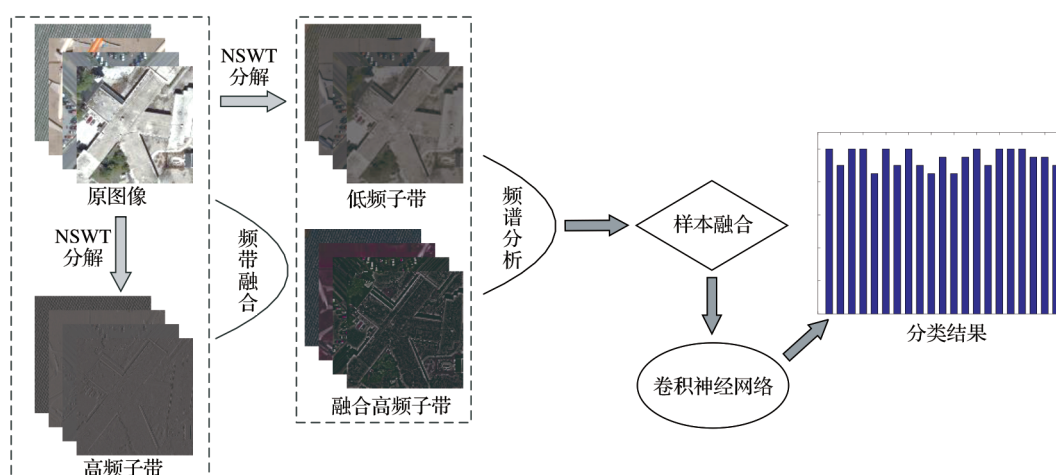 NSWT
分解
原图像
NSWT
分解
高频子带
频带融合
低频子带
融合高频子带
频谱分析
样本融合
卷积神经网络
分类结果